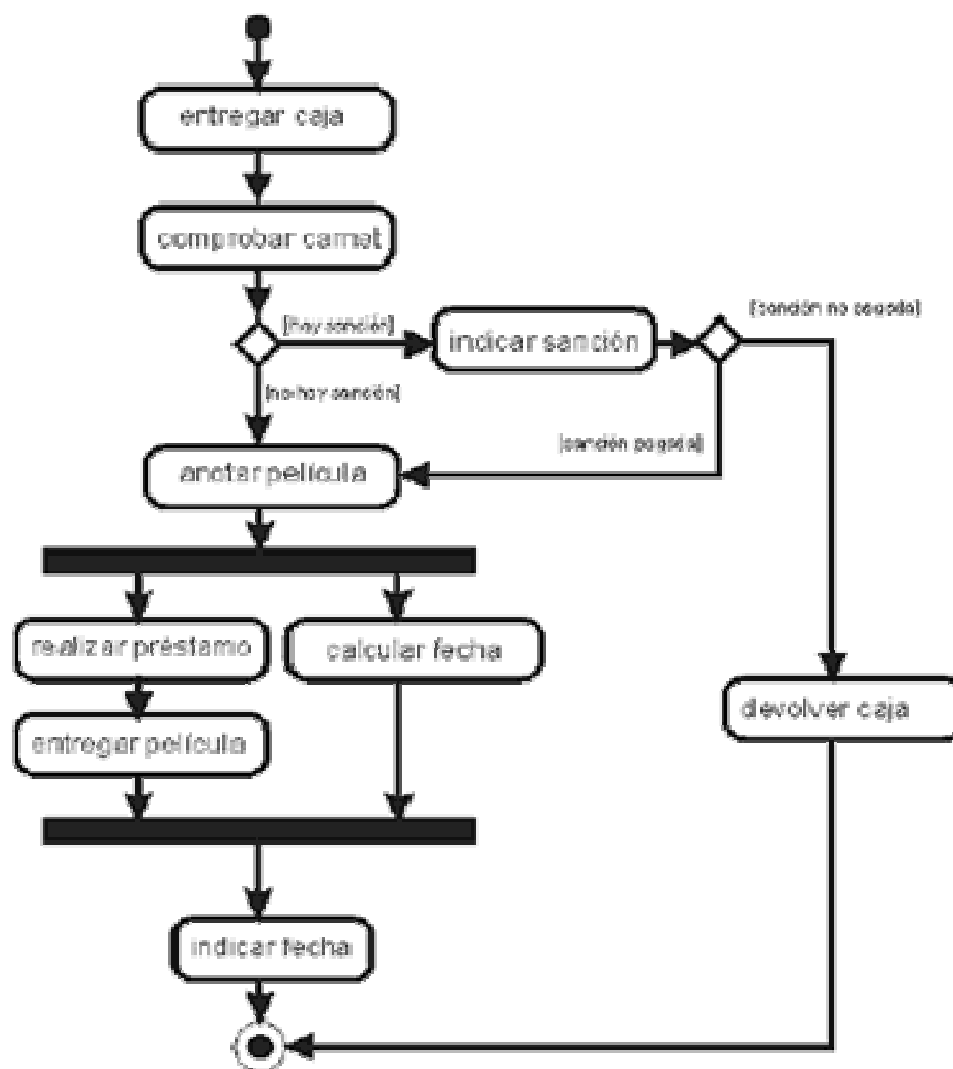 entregar caja
comprobar carnet
[hay sanción]
indicar sanción
[sanción no pagada]
[no hay sanción]
[sanción pagada]
anotar película
realizar préstamo
calcular fecha
entregar película
devolver caja
indicar fecha